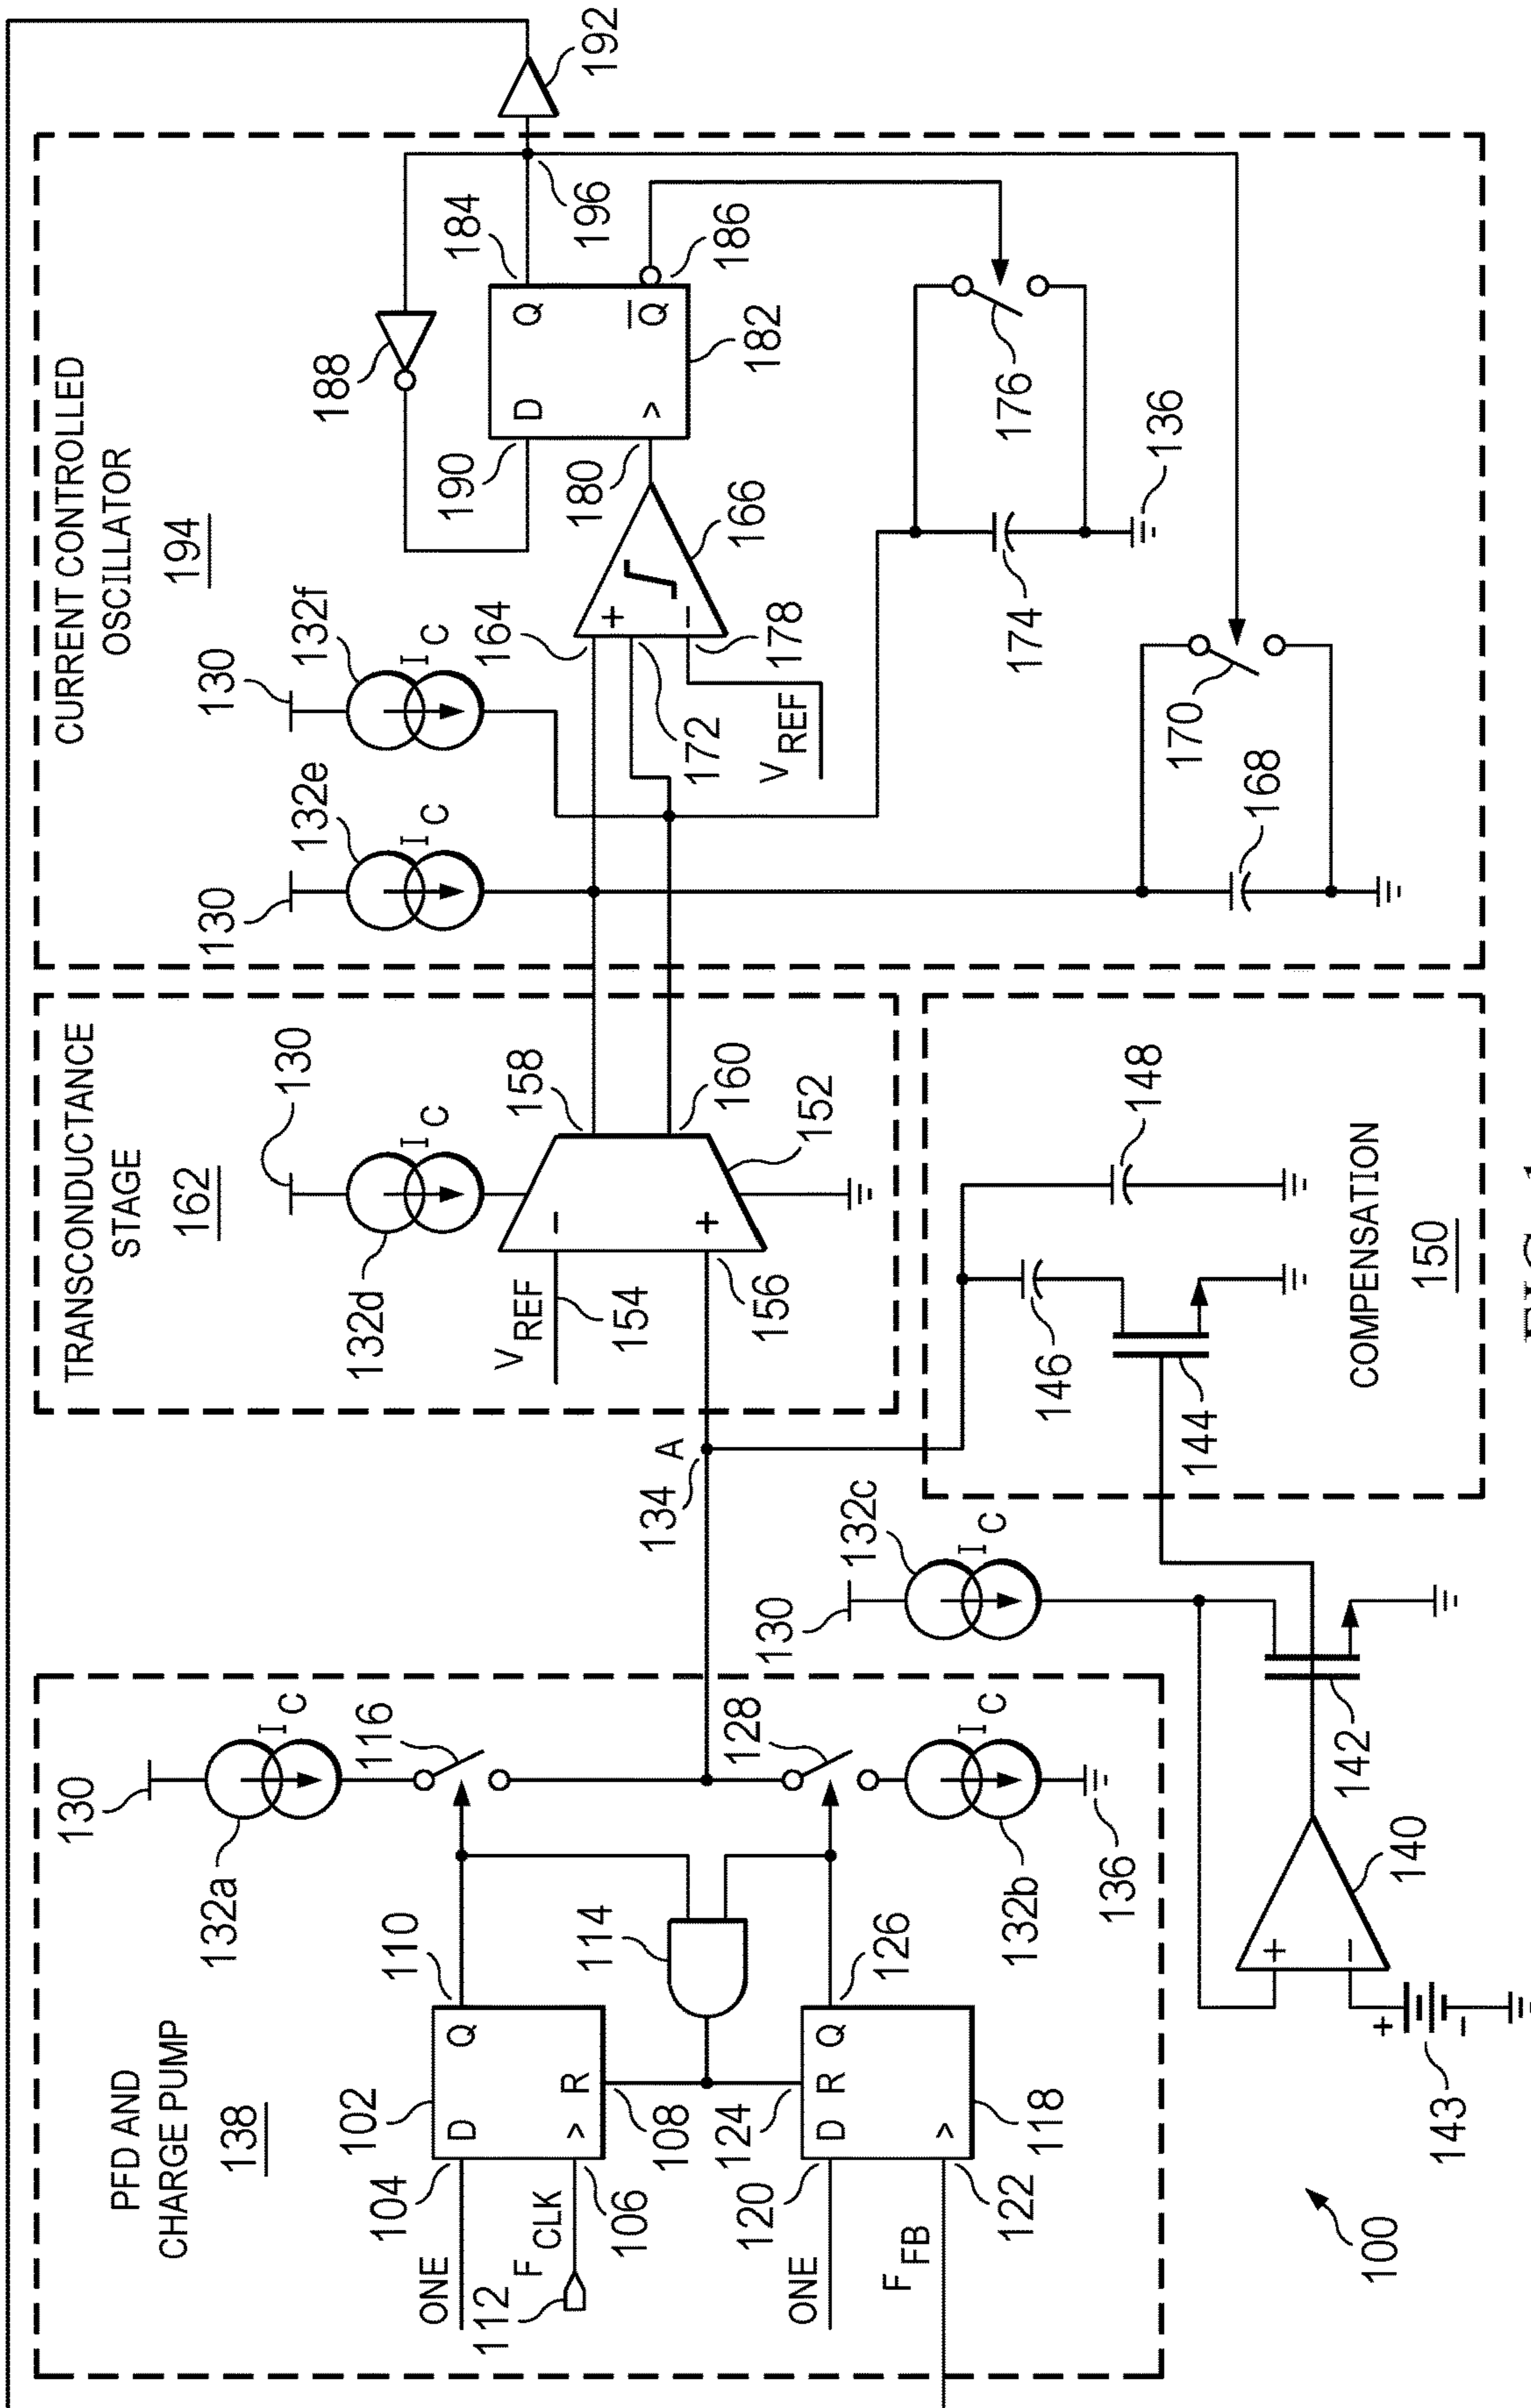 PFD AND
CHARGE PUMP
138
ONE
104
102
D
Q
110
R
108
112
F CLK
106
114
ONE
120
124
D
R
Q
126
F FB
122
118
130
132a
I C
116
128
132b
I C
136
134
A
130
132c
I C
142
140
+
−
+
-
143
100
TRANSCONDUCTANCE
STAGE
162
130
132d
I C
V REF
154
156
−
+
158
160
152
146
148
144
COMPENSATION
150
CURRENT CONTROLLED
OSCILLATOR
194
130
132e
I C
130
132f
I C
164
172
178
V REF
+
−
166
180
190
188
D
Q
Q̅
182
184
186
196
192
174
176
136
168
170